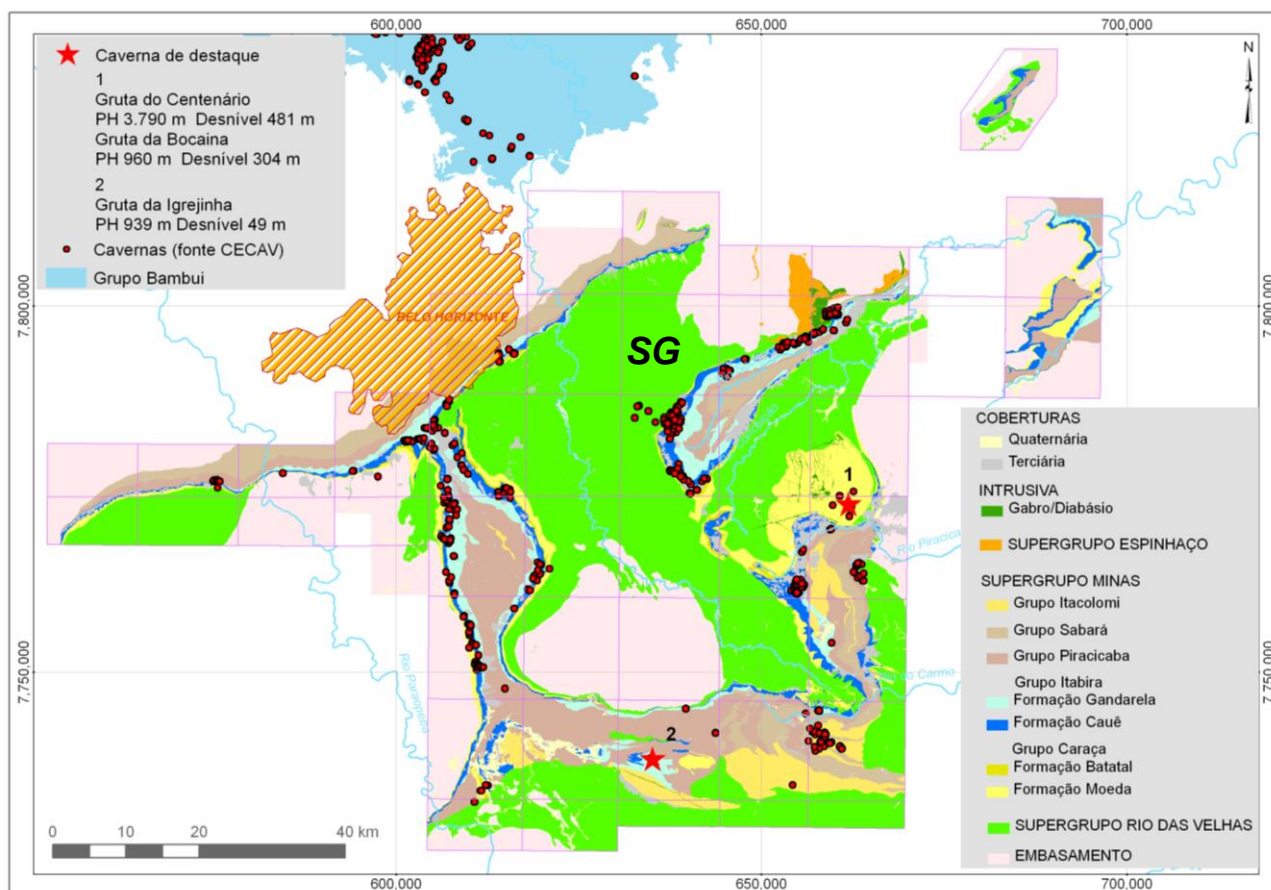 600,000
650,000
700,000
Caverna de destaque
1
Gruta do Centenário
PH 3.790 m Desnível 481 m
Gruta da Bocaina
PH 960 m Desnível 304 m
2
Gruta da Igrejinha
PH 939 m Desnível 49 m
Cavernas (fonte CECAV)
Grupo Bambui
N
7.800,000
7.800,000
BELO HORIZONTE
SG
1
Rio Piracica
7.750,000
7.750,000
Rio Paraopeba
do Carmo
2
COBERTURAS
Quaternária
Terciária
INTRUSIVA
Gabro/Diabásio
SUPERGRUPO ESPINHAÇO
SUPERGRUPO MINAS
Grupo Itacolomi
Grupo Sabará
Grupo Piracicaba
Grupo Itabira
Formação Gandarela
Formação Cauê
Grupo Caraça
Formação Batatal
Formação Moeda
SUPERGRUPO RIO DAS VELHAS
EMBASAMENTO
0 10 20 40 km
600,000
650,000
700,000